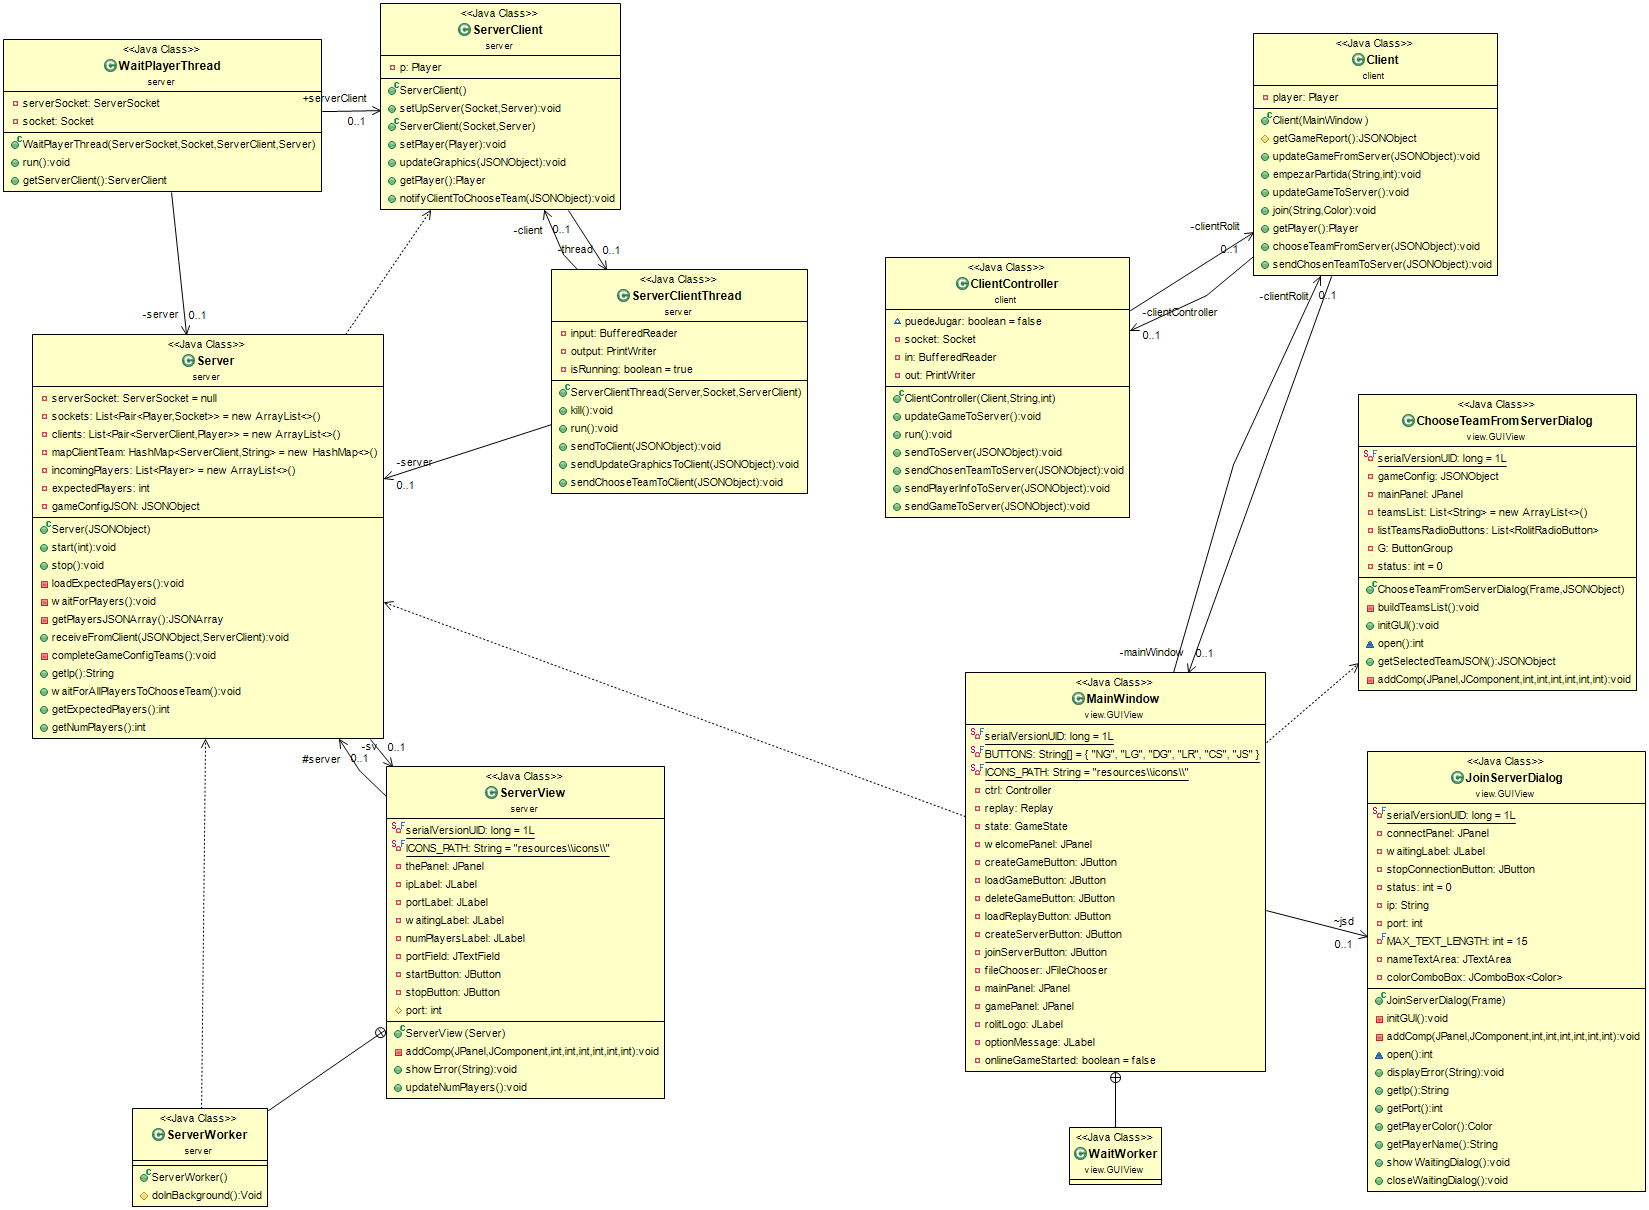 <<Java Class>>
WaitPlayerThread
server
serverSocket: ServerSocket
socket: Socket
WaitPlayerThread(ServerSocket,Socket,ServerClient,Server)
run():void
getServerClient():ServerClient
+serverClient
0..1
<<Java Class>>
ServerClient
server
p: Player
ServerClient()
setUpServer(Socket,Server):void
ServerClient(Socket,Server)
setPlayer(Player):void
updateGraphics(JSONObject):void
getPlayer():Player
notifyClientToChooseTeam(JSONObject):void
-client
0..1
-thread
0..1
<<Java Class>>
ServerClientThread
server
input: BufferedReader
output: PrintWriter
isRunning: boolean = true
ServerClientThread(Server,Socket,ServerClient)
kill():void
run():void
sendToClient(JSONObject):void
sendUpdateGraphicsToClient(JSONObject):void
sendChooseTeamToClient(JSONObject):void
-server
0..1
-server
0..1
<<Java Class>>
Server
server
serverSocket: ServerSocket = null
sockets: List<Pair<Player,Socket>> = new ArrayList<>()
clients: List<Pair<ServerClient,Player>> = new ArrayList<>()
mapClientTeam: HashMap<ServerClient,String> = new HashMap<>()
incomingPlayers: List<Player> = new ArrayList<>()
expectedPlayers: int
gameConfigJSON: JSONObject
Server(JSONObject)
start(int):void
stop():void
loadExpectedPlayers():void
waitForPlayers():void
getPlayersJSONArray():JSONArray
receiveFromClient(JSONObject,ServerClient):void
completeGameConfigTeams():void
getIp():String
waitForAllPlayersToChooseTeam():void
getExpectedPlayers():int
getNumPlayers():int
-sv
0..1
#server
0..1
<<Java Class>>
ServerView
server
serialVersionUID: long = 1L
ICONS_PATH: String = "resources\\icons\\"
thePanel: JPanel
ipLabel: JLabel
portLabel: JLabel
waitingLabel: JLabel
numPlayersLabel: JLabel
portField: JTextField
startButton: JButton
stopButton: JButton
port: int
ServerView(Server)
addComp(JPanel,JComponent,int,int,int,int,int,int):void
showError(String):void
updateNumPlayers():void
<<Java Class>>
ServerWorker
server
ServerWorker()
doInBackground():Void
<<Java Class>>
Client
client
player: Player
Client(MainWindow)
getGameReport():JSONObject
updateGameFromServer(JSONObject):void
empezarPartida(String,int):void
updateGameToServer():void
join(String,Color):void
getPlayer():Player
chooseTeamFromServer(JSONObject):void
sendChosenTeamToServer(JSONObject):void
-clientRolit
0..1
-clientController
0..1
<<Java Class>>
ClientController
client
puedeJugar: boolean = false
socket: Socket
in: BufferedReader
out: PrintWriter
ClientController(Client,String,int)
updateGameToServer():void
run():void
sendToServer(JSONObject):void
sendChosenTeamToServer(JSONObject):void
sendPlayerInfoToServer(JSONObject):void
sendGameToServer(JSONObject):void
-clientRolit
0..1
-mainWindow
0..1
<<Java Class>>
MainWindow
view.GUIView
serialVersionUID: long = 1L
BUTTONS: String[] = { "NG", "LG", "DG", "LR", "CS", "JS" }
ICONS_PATH: String = "resources\\icons\\"
ctrl: Controller
replay: Replay
state: GameState
welcomePanel: JPanel
createGameButton: JButton
loadGameButton: JButton
deleteGameButton: JButton
loadReplayButton: JButton
createServerButton: JButton
joinServerButton: JButton
fileChooser: JFileChooser
mainPanel: JPanel
gamePanel: JPanel
rolitLogo: JLabel
optionMessage: JLabel
onlineGameStarted: boolean = false
<<Java Class>>
WaitWorker
view.GUIView
<<Java Class>>
ChooseTeamFromServerDialog
view.GUIView
serialVersionUID: long = 1L
gameConfig: JSONObject
mainPanel: JPanel
teamsList: List<String> = new ArrayList<>()
listTeamsRadioButtons: List<RolitRadioButton>
G: ButtonGroup
status: int = 0
ChooseTeamFromServerDialog(Frame,JSONObject)
buildTeamsList():void
initGUI():void
open():int
getSelectedTeamJSON():JSONObject
addComp(JPanel,JComponent,int,int,int,int,int,int):void
~jsd
0..1
<<Java Class>>
JoinServerDialog
view.GUIView
serialVersionUID: long = 1L
connectPanel: JPanel
waitingLabel: JLabel
stopConnectionButton: JButton
status: int = 0
ip: String
port: int
MAX_TEXT_LENGTH: int = 15
nameTextArea: JTextArea
colorComboBox: JComboBox<Color>
JoinServerDialog(Frame)
initGUI():void
addComp(JPanel,JComponent,int,int,int,int,int,int):void
open():int
displayError(String):void
getIp():String
getPort():int
getPlayerColor():Color
getPlayerName():String
showWaitingDialog():void
closeWaitingDialog():void